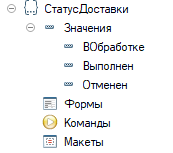 СтатусДоставки
Значения
ВОбработке
Выполнен
Отменен
Формы
Команды
Макеты